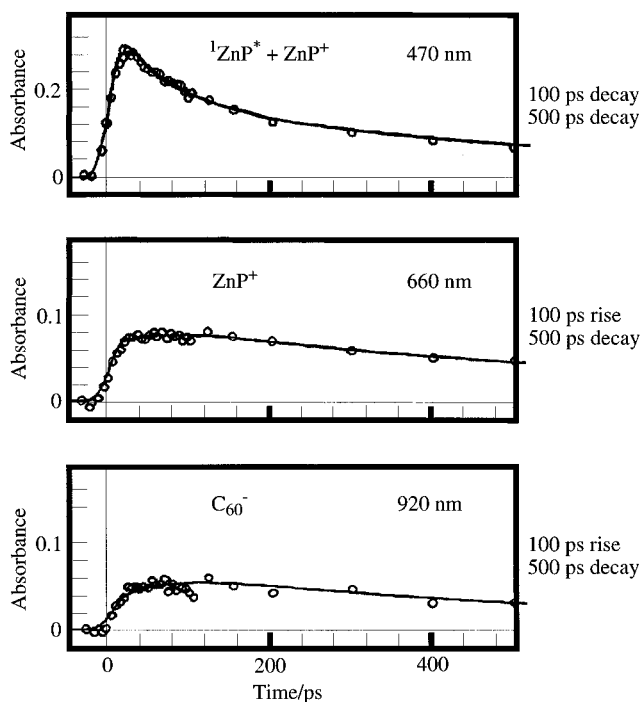 ¹ZnP* + ZnP⁺ 470 nm
Absorbance
0.2
0
100 ps decay
500 ps decay
ZnP⁺ 660 nm
Absorbance
0.1
0
100 ps rise
500 ps decay
C₆₀⁻ 920 nm
Absorbance
0.1
0
100 ps rise
500 ps decay
0 200 400
Time/ps